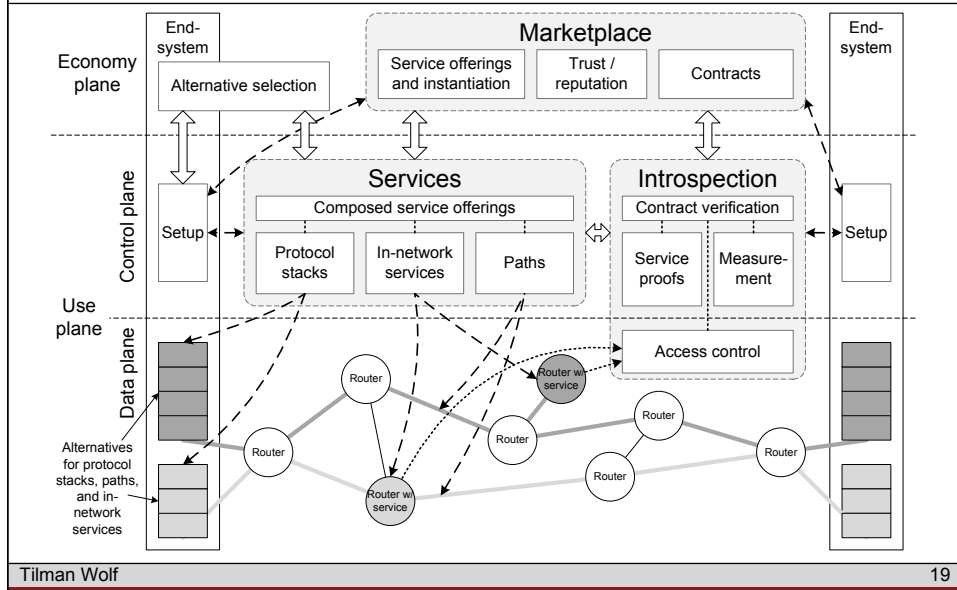 End-
system
Marketplace
End-
system
Economy
plane
Alternative selection
Service offerings
and instantiation
Trust /
reputation
Contracts
Control plane
Setup
Services
Composed service offerings
Protocol
stacks
In-network
services
Paths
Introspection
Contract verification
Service
proofs
Measure-
ment
Setup
Use
plane
Data plane
Access control
Router
Router w/
service
Router
Router
Router
Router
Router
Router w/
service
Alternatives
for protocol
stacks, paths,
and in-
network
services
Tilman Wolf
19